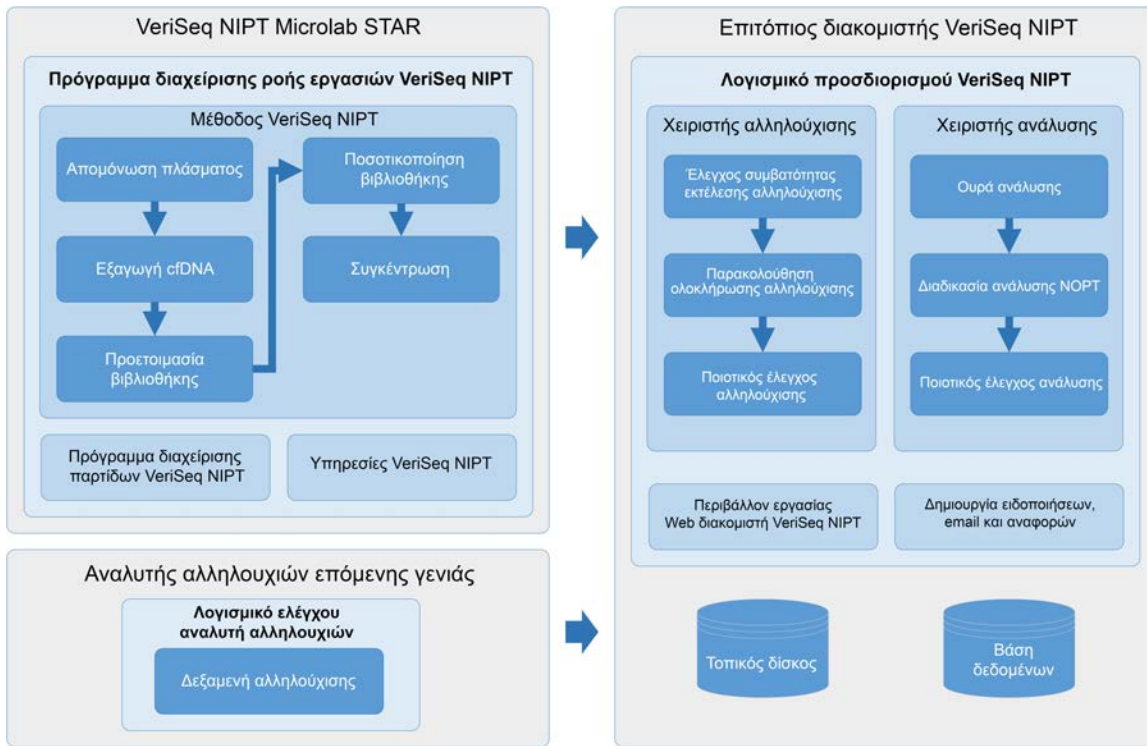 VeriSeq NIPT Microlab STAR
Πρόγραμμα διαχείρισης ροής εργασιών VeriSeq NIPT
Μέθοδος VeriSeq NIPT
Απομόνωση πλάσματος
Εξαγωγή cfDNA
Προετοιμασία
βιβλιοθήκης
Ποσοτικοποίηση
βιβλιοθήκης
Συγκέντρωση
Πρόγραμμα διαχείρισης
παρτίδων VeriSeq NIPT
Υπηρεσίες VeriSeq NIPT
Αναλυτής αλληλουχιών επόμενης γενιάς
Λογισμικό ελέγχου
αναλυτή αλληλουχιών
Δεξαμενή αλληλούχισης
Επιτόπιος διακομιστής VeriSeq NIPT
Λογισμικό προσδιορισμού VeriSeq NIPT
Χειριστής αλληλούχισης
Έλεγχος συμβατότητας
εκτέλεσης αλληλούχισης
Παρακολούθηση
ολοκλήρωσης αλληλούχισης
Ποιοτικός έλεγχος
αλληλούχισης
Χειριστής ανάλυσης
Ουρά ανάλυσης
Διαδικασία ανάλυσης NOPT
Ποιοτικός έλεγχος ανάλυσης
Περιβάλλον εργασίας
Web διακομιστή VeriSeq NIPT
Δημιουργία ειδοποιήσεων,
email και αναφορών
Τοπικός δίσκος
Βάση
δεδομένων